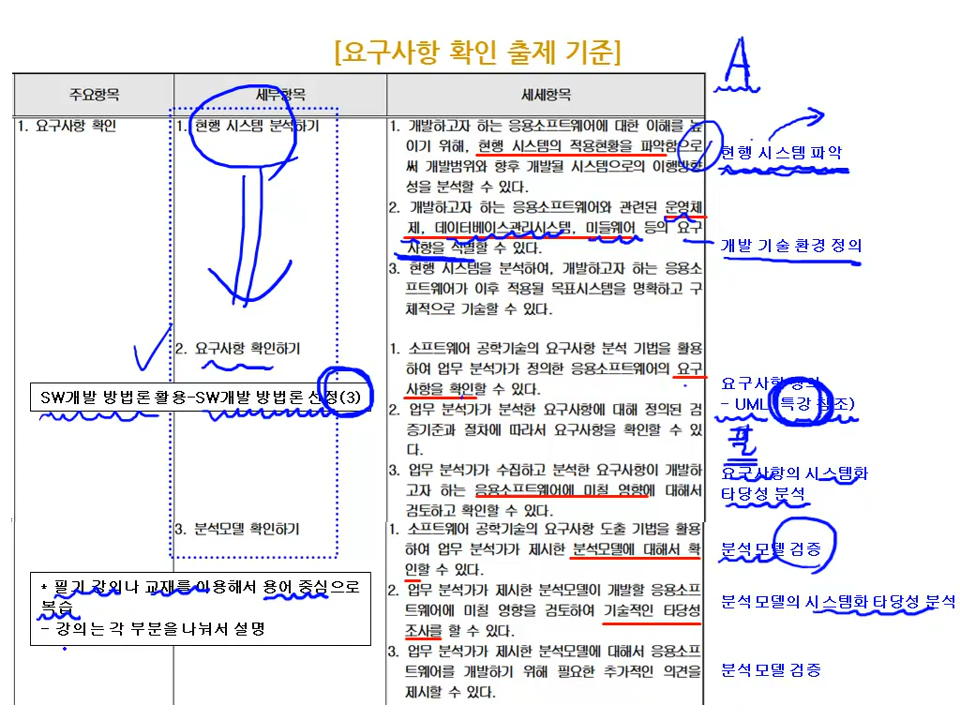 [요구사항 확인 출제 기준]
A
주요항목
세부항목
세세항목
1. 요구사항 확인
1. 현행 시스템 분석하기
1. 개발하고자 하는 응용소프트웨어에 대한 이해를 높
이기 위해, 현행 시스템의 적용현황을 파악함으로
써 개발범위와 향후 개발될 시스템으로의 이행방향
성을 분석할 수 있다.
현행 시스템 파악
2. 개발하고자 하는 응용소프트웨어와 관련된 운영체
제, 데이터베이스관리시스템, 미들웨어 등의 요구
사항을 식별할 수 있다.
개발 기술 환경 정의
3. 현행 시스템을 분석하여, 개발하고자 하는 응용소
프트웨어가 이후 적용될 목표시스템을 명확하고 구
체적으로 기술할 수 있다.
2. 요구사항 확인하기
1. 소프트웨어 공학기술의 요구사항 분석 기법을 활용
하여 업무 분석가가 정의한 응용소프트웨어의 요구
사항을 확인할 수 있다.
요구사항 정의
- UML (특강 참조)
SW개발 방법론 활용-SW개발 방법론 선정(3)
2. 업무 분석가가 분석한 요구사항에 대해 정의된 검
증기준과 절차에 따라서 요구사항을 확인할 수 있
다.
필
3. 업무 분석가가 수집하고 분석한 요구사항이 개발하
고자 하는 응용소프트웨어에 미칠 영향에 대해서
검토하고 확인할 수 있다.
요구사항의 시스템화
타당성 분석
3. 분석모델 확인하기
1. 소프트웨어 공학기술의 요구사항 도출 기법을 활용
하여 업무 분석가가 제시한 분석모델에 대해서 확
인할 수 있다.
분석모델 검증
* 필기 강의나 교재를 이용해서 용어 중심으로
복습
- 강의는 각 부분을 나눠서 설명
2. 업무 분석가가 제시한 분석모델이 개발할 응용소프
트웨어에 미칠 영향을 검토하여 기술적인 타당성
조사를 할 수 있다.
분석모델의 시스템화 타당성 분석
3. 업무 분석가가 제시한 분석모델에 대해서 응용소프
트웨어를 개발하기 위해 필요한 추가적인 의견을
제시할 수 있다.
분석모델 검증